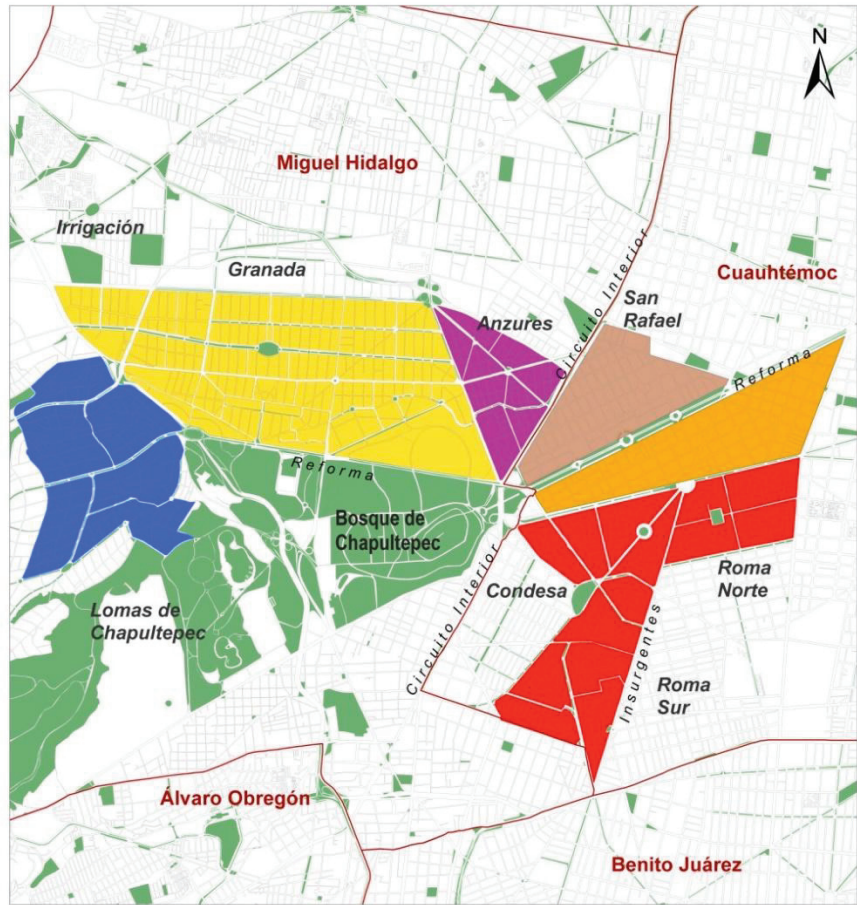 N
Miguel Hidalgo
Irrigación
Granada
Cuauhtémoc
Circuito Interior
San
Rafael
Anzures
Reforma
Reforma
Bosque de
Chapultepec
Circuito Interior
Condesa
Roma
Norte
Lomas de
Chapultepec
Insurgentes
Roma
Sur
Álvaro Obregón
Benito Juárez